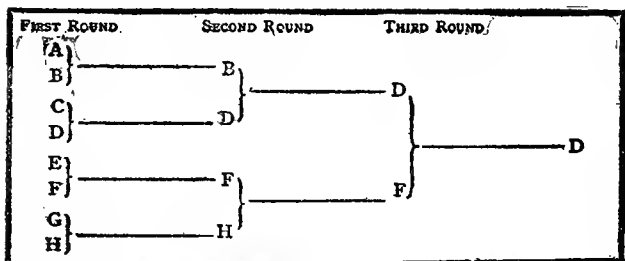 FIRST ROUND. SECOND ROUND THIRD ROUND
A
B B
D
C
D D
E
F F
F
G
H H
D